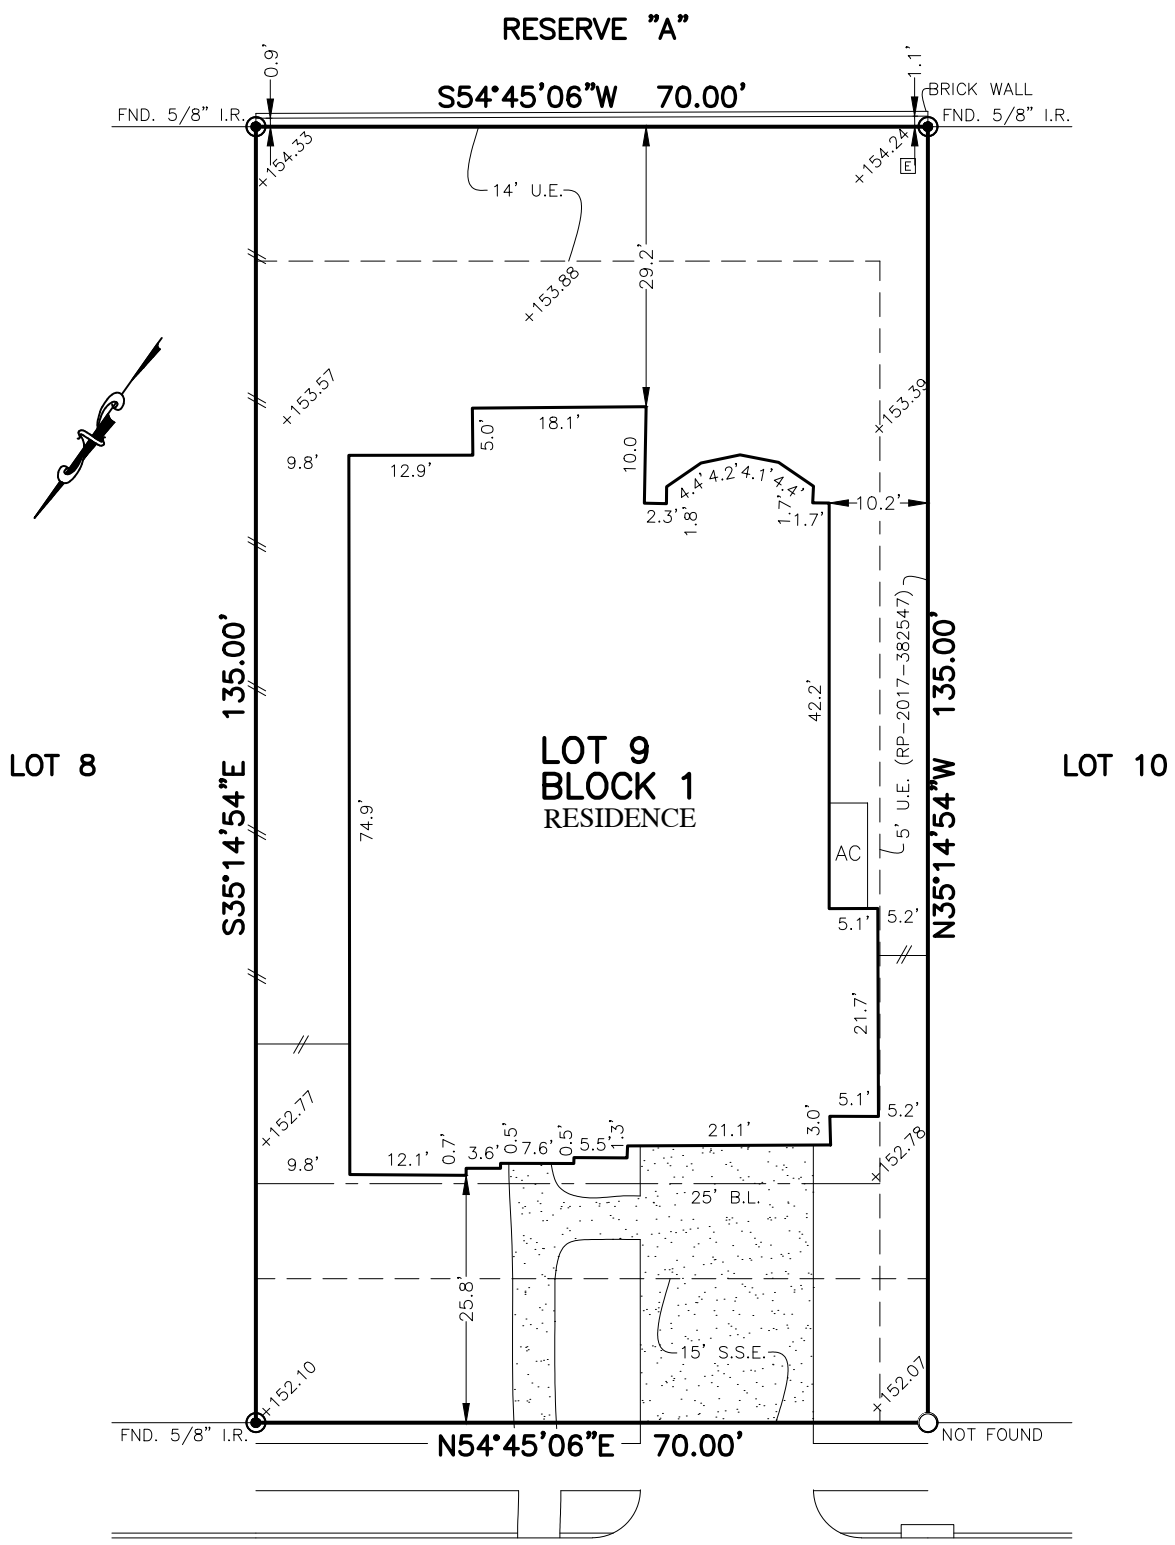 RESERVE "A"
0.9'
1.1'
S54°45'06"W 70.00'
BRICK WALL
FND. 5/8" I.R.
FND. 5/8" I.R.
+154.33
+154.24
E
14' U.E.
29.2'
+153.88
+153.57
+153.39
18.1'
5.0'
10.0
9.8'
12.9'
4.4'
4.2'
4.1'
4.4'
2.3'
1.8'
1.7'
1.7'
10.2'
S35°14'54"E 135.00'
N35°14'54"W 135.00'
5' U.E. (RP-2017-382547)
42.2'
74.9'
LOT 8
LOT 9
BLOCK 1
RESIDENCE
LOT 10
AC
5.1'
5.2'
21.7'
5.1'
5.2'
+152.77
+152.78
9.8'
12.1'
0.7'
3.6'
0.5'
7.6'
0.5'
5.5'
1.3'
21.1'
3.0'
25' B.L.
25.8'
15' S.S.E.
+152.10
+152.07
FND. 5/8" I.R.
N54°45'06"E 70.00'
NOT FOUND